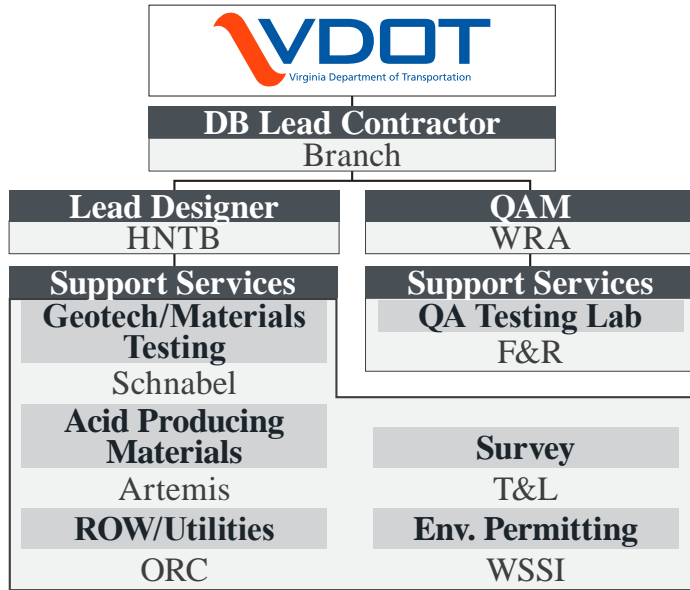 VDOT
Virginia Department of Transportation
DB Lead Contractor
Branch
Lead Designer
HNTB
QAM
WRA
Support Services
Geotech/Materials
Testing
Schnabel
Acid Producing
Materials
Artemis
ROW/Utilities
ORC
Support Services
QA Testing Lab
F&R
Survey
T&L
Env. Permitting
WSSI